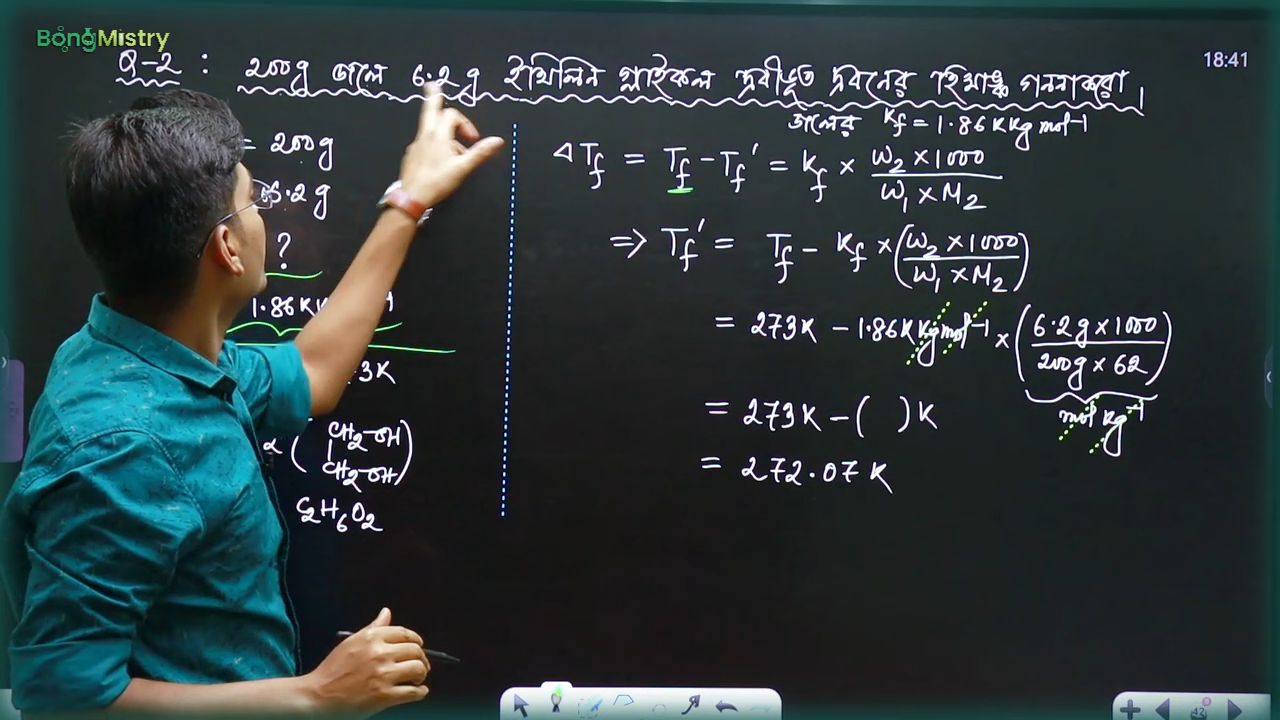 BongMistry
18:41
Q-2 : 200g জলে 6.2g ইথিলিন গ্লাইকল দ্রবীভূত দ্রবনের হিমাঙ্ক গননা করো।
জলের Kf = 1.86 K Kg mol⁻¹
= 200g
6.2g
?
1.86 K K
3K
CH₂-OH
CH₂-OH
C₂H₆O₂
ΔTf = Tf - Tf' = Kf × (W₂ × 1000) / (W₁ × M₂)
=> Tf' = Tf - Kf × (W₂ × 1000 / W₁ × M₂)
= 273K - 1.86K Kg mol⁻¹ × (6.2g × 1000 / 200g × 62)
mol Kg⁻¹
= 273K - ( )K
= 272.07 K